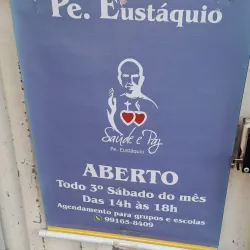 Pe. Eustáquio
Saúde e Paz
Pe. Eustáquio
ABERTO
Todo 3º Sábado do mês
Das 14h às 18h
Agendamento para grupos e escolas
99165-8409